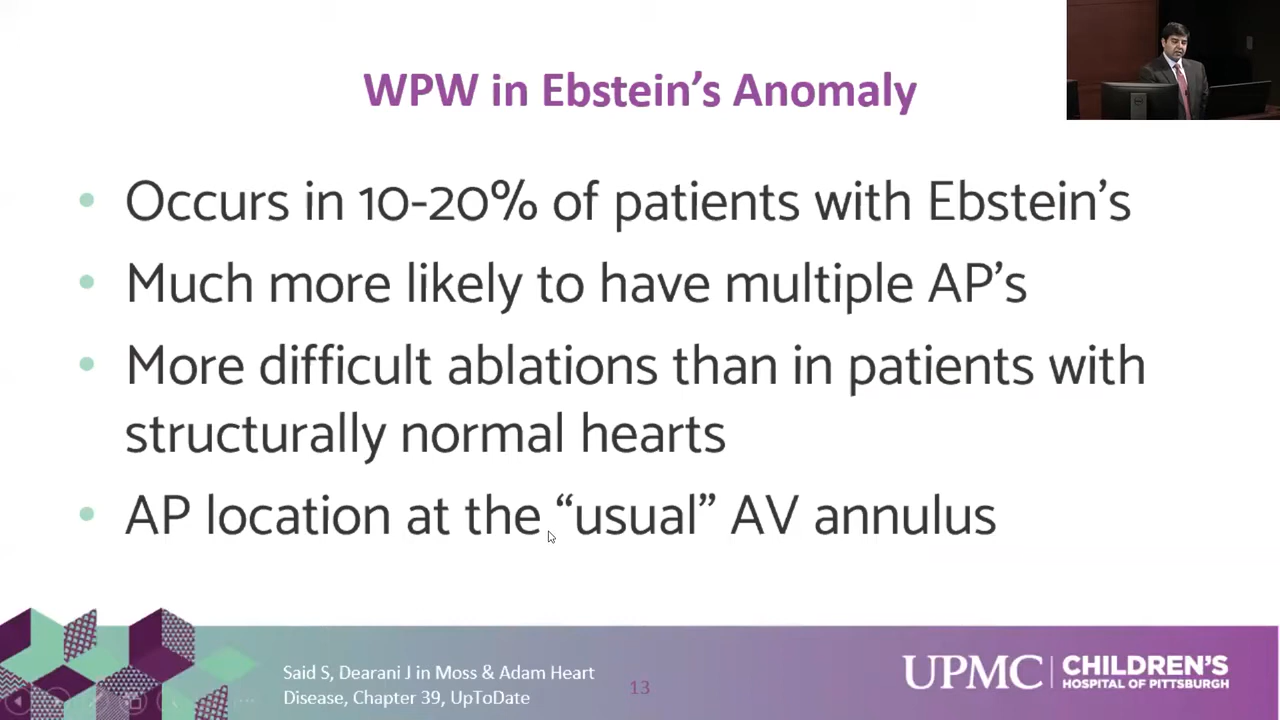 WPW in Ebstein’s Anomaly
• Occurs in 10-20% of patients with Ebstein’s
• Much more likely to have multiple AP’s
• More difficult ablations than in patients with
structurally normal hearts
• AP location at the “usual” AV annulus
Said S, Dearani J in Moss & Adam Heart
Disease, Chapter 39, UpToDate
13
UPMC | CHILDREN’S
HOSPITAL OF PITTSBURGH